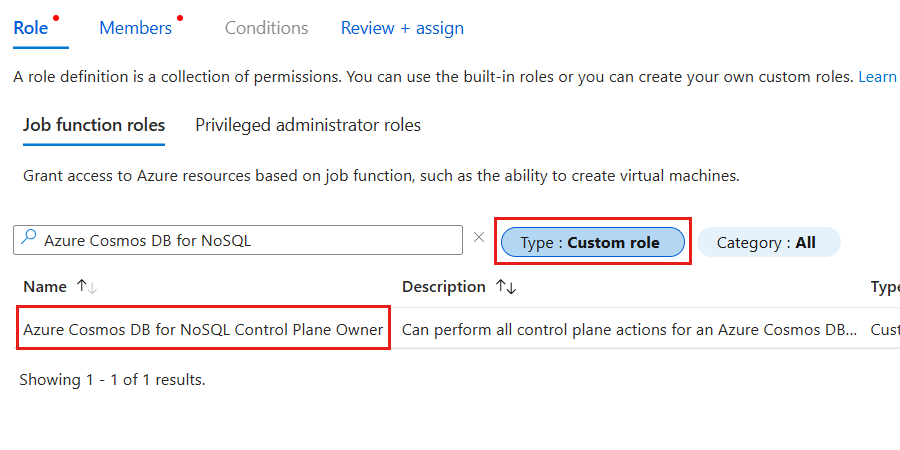 Role Members Conditions Review + assign
A role definition is a collection of permissions. You can use the built-in roles or you can create your own custom roles. Learn
Job function roles Privileged administrator roles
Grant access to Azure resources based on job function, such as the ability to create virtual machines.
Azure Cosmos DB for NoSQL Type : Custom role Category : All
Name Description Type
Azure Cosmos DB for NoSQL Control Plane Owner Can perform all control plane actions for an Azure Cosmos DB... Cust
Showing 1 - 1 of 1 results.